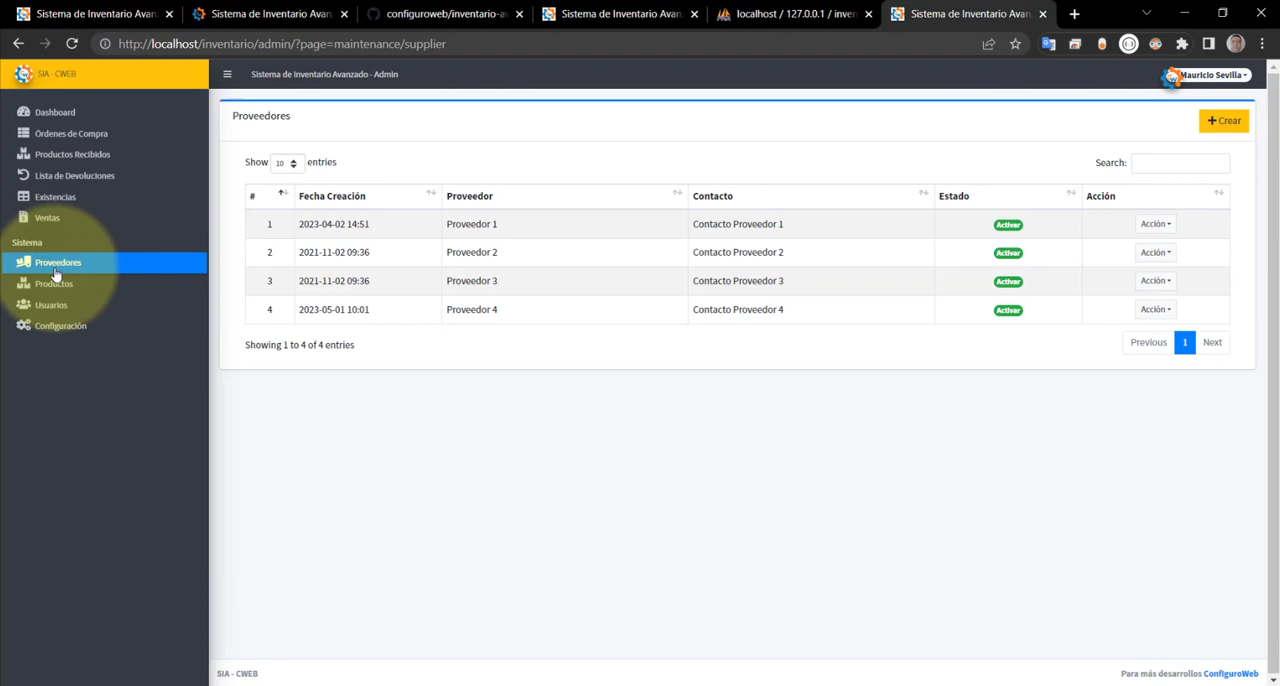 Sistema de Inventario Avan
Sistema de Inventario Avan
configuroweb/inventario-a
Sistema de Inventario Avan
localhost / 127.0.0.1 / inven
Sistema de Inventario Avan
http://localhost/inventario/admin/?page=maintenance/supplier
SIA - CWEB
Sistema de Inventario Avanzado - Admin
Mauricio Sevilla
Dashboard
Órdenes de Compra
Productos Recibidos
Lista de Devoluciones
Existencias
Ventas
Sistema
Proveedores
Productos
Usuarios
Configuración
Proveedores
+ Crear
Show 10 entries
Search:
# Fecha Creación Proveedor Contacto Estado Acción
1 2023-04-02 14:51 Proveedor 1 Contacto Proveedor 1 Activar Acción
2 2021-11-02 09:36 Proveedor 2 Contacto Proveedor 2 Activar Acción
3 2021-11-02 09:36 Proveedor 3 Contacto Proveedor 3 Activar Acción
4 2023-05-01 10:01 Proveedor 4 Contacto Proveedor 4 Activar Acción
Showing 1 to 4 of 4 entries
Previous 1 Next
SIA - CWEB
Para más desarrollos ConfiguroWeb